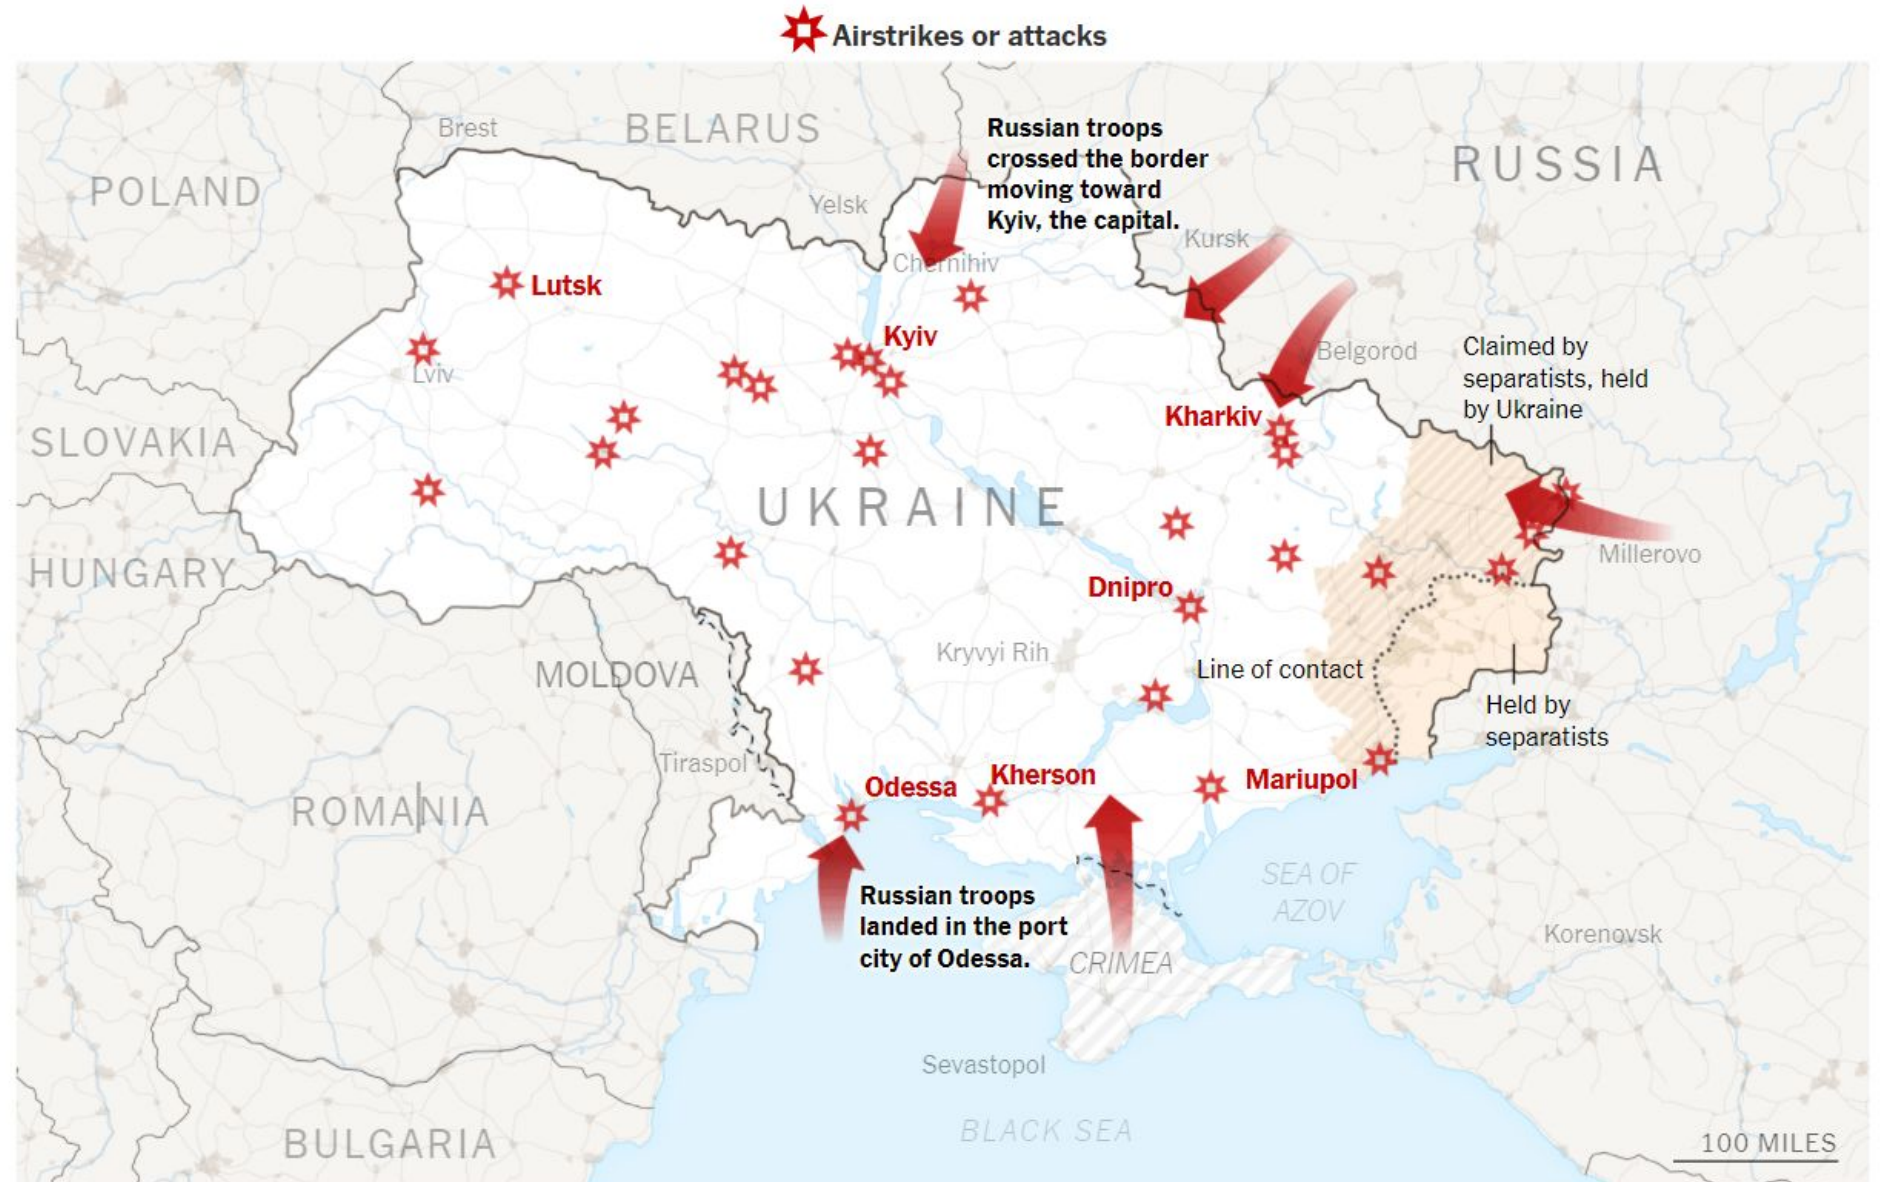 Airstrikes or attacks
Brest
BELARUS
Russian troops
crossed the border
moving toward
Kyiv, the capital.
RUSSIA
POLAND
Yelsk
Kursk
Chernihiv
Lutsk
Kyiv
Belgorod
Claimed by
separatists, held
by Ukraine
Lviv
Kharkiv
SLOVAKIA
UKRAINE
HUNGARY
Millerovo
Dnipro
Kryvyi Rih
Line of contact
MOLDOVA
Held by
separatists
Tiraspol
Odessa
Kherson
Mariupol
ROMANIA
Russian troops
landed in the port
city of Odessa.
SEA OF
AZOV
CRIMEA
Korenovsk
Sevastopol
BLACK SEA
BULGARIA
100 MILES